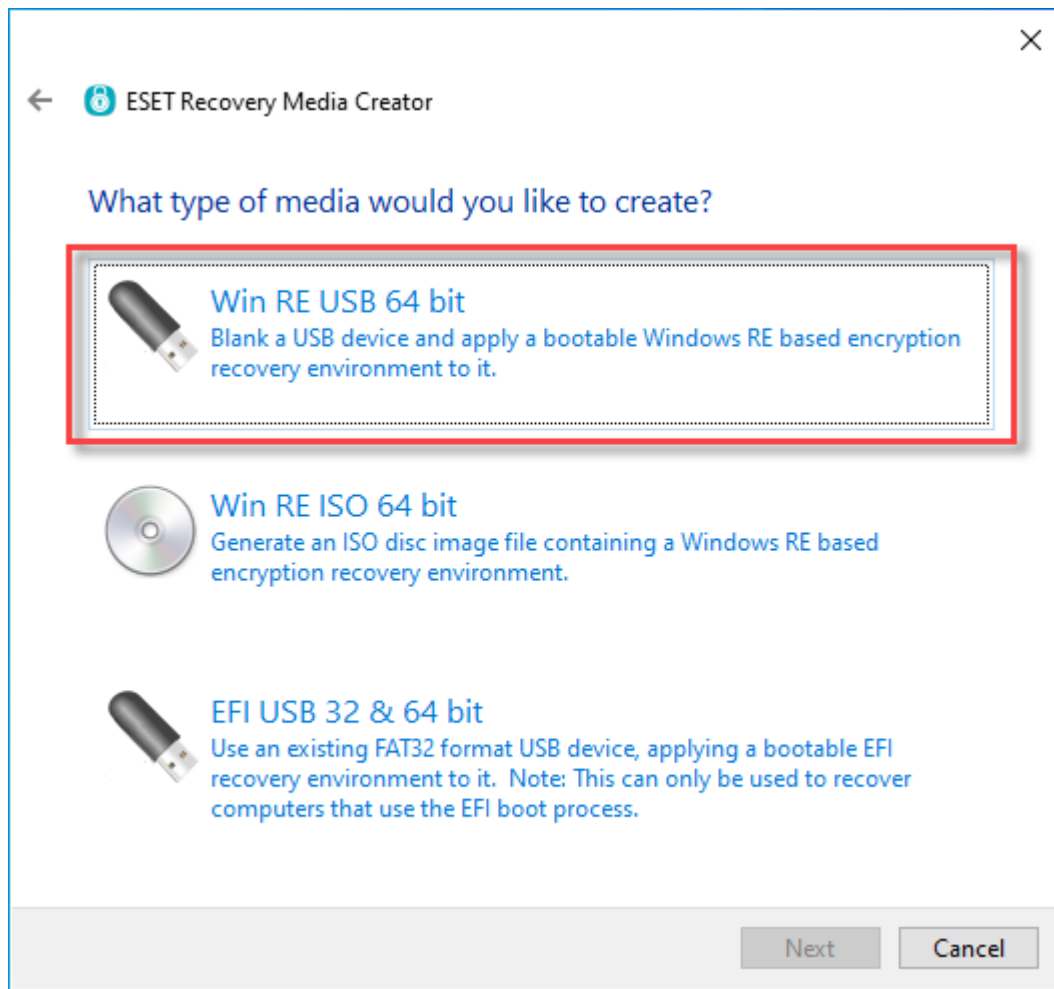 ESET Recovery Media Creator
What type of media would you like to create?
Win RE USB 64 bit
Blank a USB device and apply a bootable Windows RE based encryption
recovery environment to it.
Win RE ISO 64 bit
Generate an ISO disc image file containing a Windows RE based
encryption recovery environment.
EFI USB 32 & 64 bit
Use an existing FAT32 format USB device, applying a bootable EFI
recovery environment to it.  Note: This can only be used to recover
computers that use the EFI boot process.
Next
Cancel